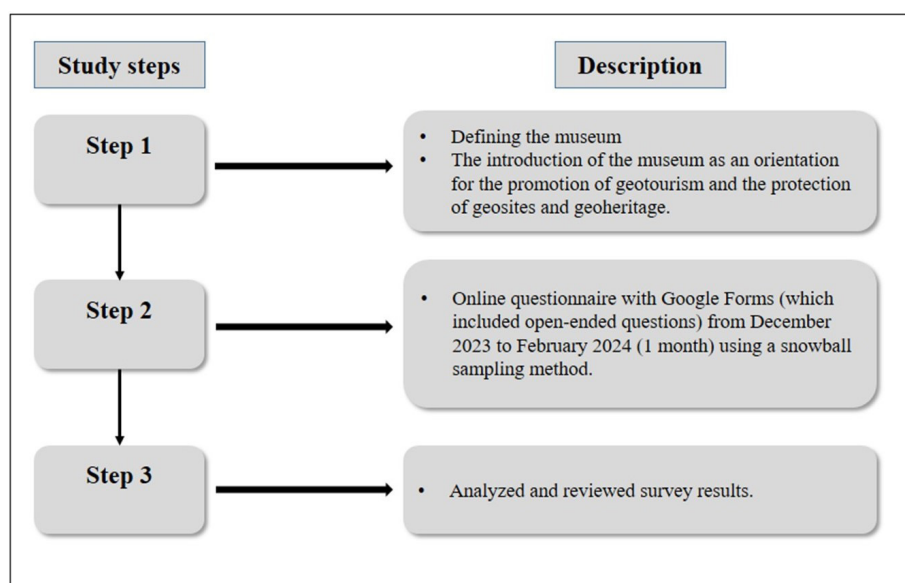 Study steps
Description
Step 1
• Defining the museum
• The introduction of the museum as an orientation
for the promotion of geotourism and the protection
of geosites and geoheritage.
Step 2
• Online questionnaire with Google Forms (which
included open-ended questions) from December
2023 to February 2024 (1 month) using a snowball
sampling method.
Step 3
• Analyzed and reviewed survey results.